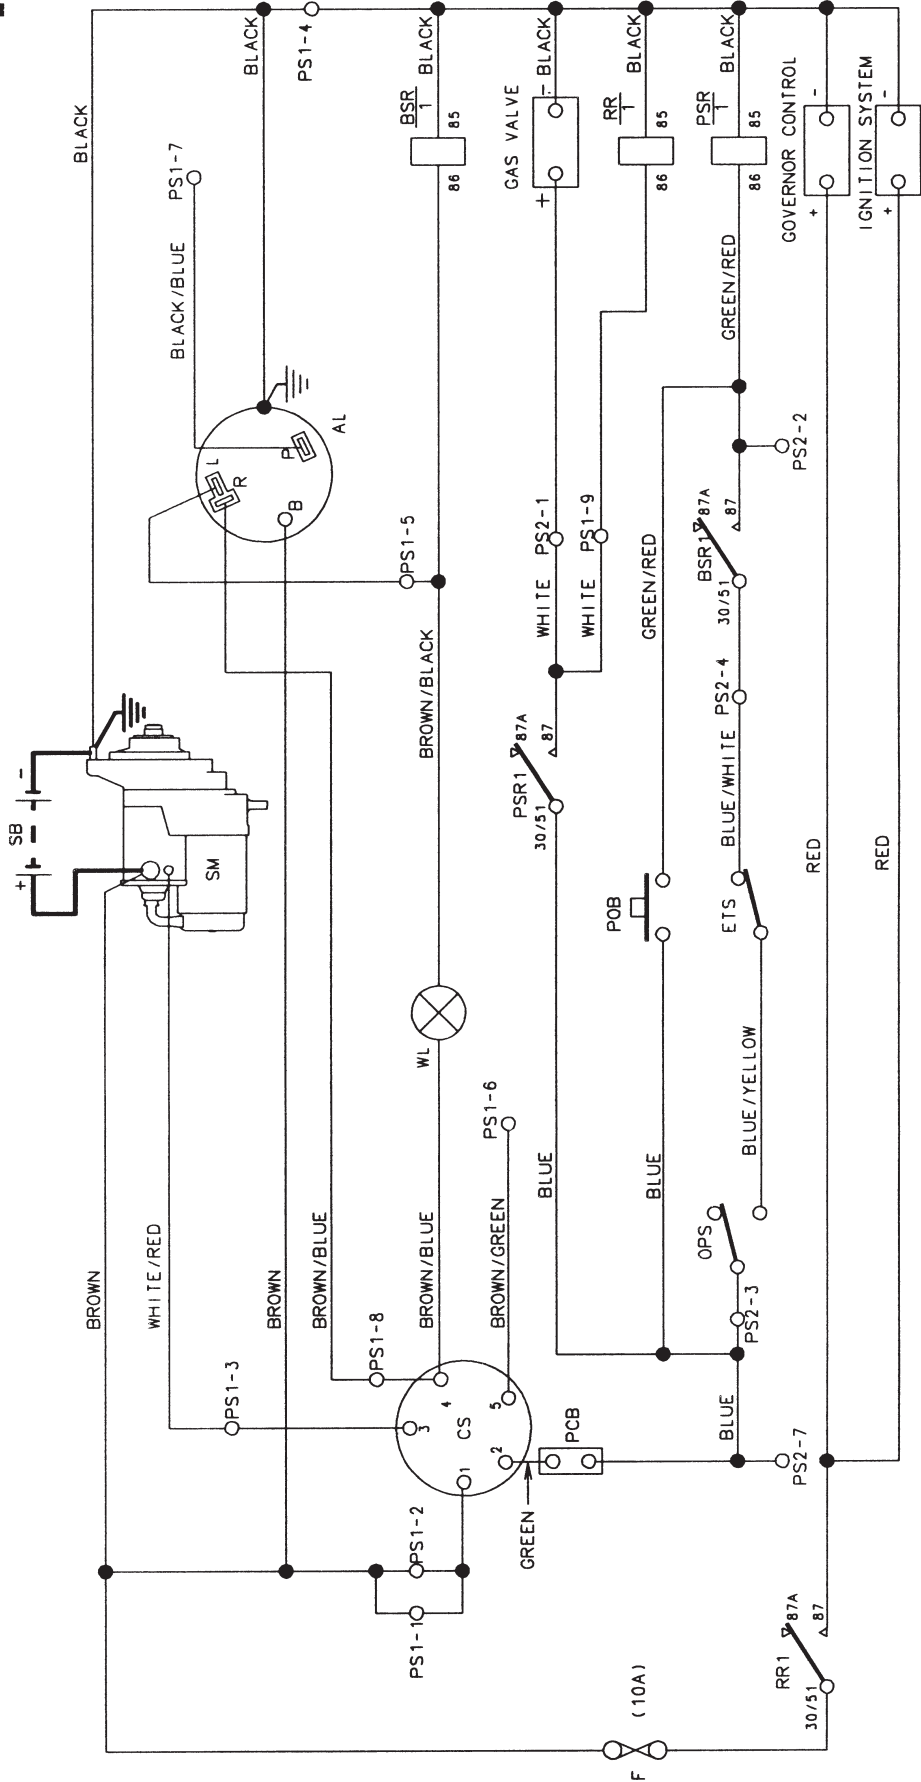 BLACK
SB
+
-
SM
BROWN
WHITE/RED
BROWN
BROWN/BLUE
PS1-3
PS1-8
PS1-7
BLACK/BLUE
BLACK
PS1-4
L
R
P
B
AL
PS1-5
BROWN/BLACK
WL
BROWN/BLUE
PS1-6
BROWN/GREEN
BSR
1
86
85
BLACK
GAS VALVE
+
-
BLACK
WHITE
PS2-1
WHITE
PS1-9
RR
1
86
85
BLACK
PSR1
30/51
87A
87
BLUE
PSR
1
86
85
BLACK
GREEN/RED
GREEN/RED
PS2-2
BSR1
30/51
87A
87
PS2-4
BLUE/WHITE
ETS
POB
BLUE
BLUE/YELLOW
OPS
PS2-3
BLUE
PS2-7
CS
1
2
3
4
5
PCB
GREEN
PS1-2
PS1-1
GOVERNOR CONTROL
+
-
IGNITION SYSTEM
+
-
RED
RED
RR1
30/51
87A
87
F
(10A)